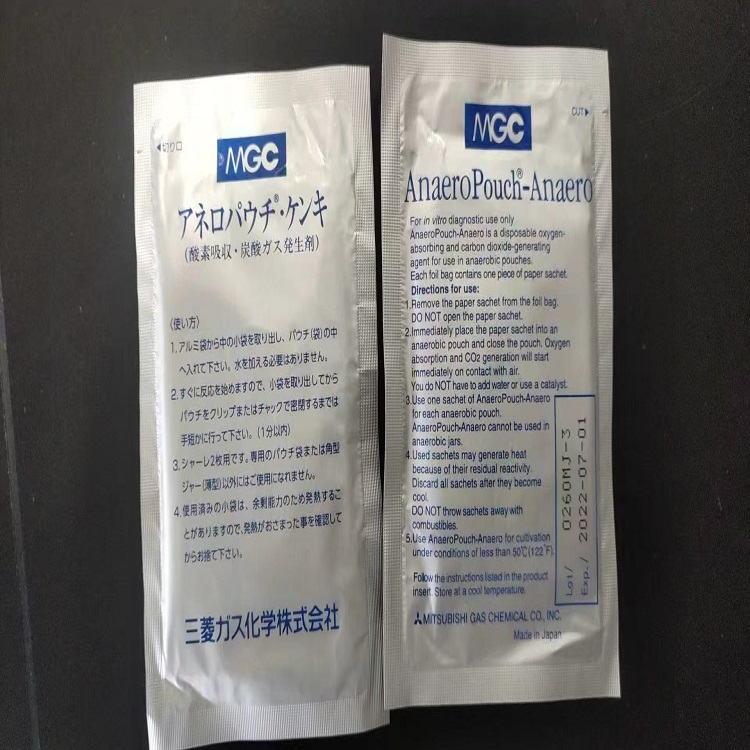 ◀切り口
MGC
アネロパウチ®・ケンキ
(酸素吸収・炭酸ガス発生剤)
〈使い方〉
1.アルミ袋から中の小袋を取り出し、パウチ(袋)の中
へ入れて下さい。水を加える必要はありません。
2.すぐに反応を始めますので、小袋を取り出してから
パウチをクリップまたはチャックで密閉するまでは
手短かに行って下さい。(1分以内)
3.シャーレ2枚用です。専用のパウチ袋または角型
ジャー(薄型)以外にはご使用になれません。
4.使用済みの小袋は、余剰能力のため発熱するこ
とがありますので、発熱がおさまった事を確認して
からお捨て下さい。
三菱ガス化学株式会社
CUT▶
MGC
AnaeroPouch®-Anaero
For in vitro diagnostic use only
AnaeroPouch-Anaero is a disposable oxygen-
absorbing and carbon dioxide-generating
agent for use in anaerobic pouches.
Each foil bag contains one piece of paper sachet.
Directions for use:
1.Remove the paper sachet from the foil bag.
DO NOT open the paper sachet.
2.Immediately place the paper sachet into an
anaerobic pouch and close the pouch. Oxygen
absorption and CO2 generation will start
immediately on contact with air.
You do NOT have to add water or use a catalyst.
3.Use one sachet of AnaeroPouch-Anaero
for each anaerobic pouch.
AnaeroPouch-Anaero cannot be used in
anaerobic jars.
4.Used sachets may generate heat
because of their residual reactivity.
Discard all sachets after they become
cool.
DO NOT throw sachets away with
combustibles.
5.Use AnaeroPouch-Anaero for cultivation
under conditions of less than 50℃(122°F).
Follow the instructions listed in the product
insert. Store at a cool temperature.
MITSUBISHI GAS CHEMICAL CO., INC.
Made in Japan
Lot/ 0260MJ-3
Exp./ 2022-07-01